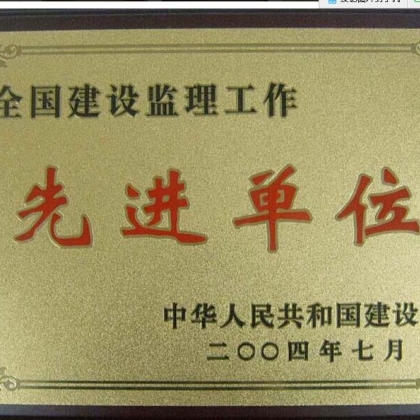 全国建设监理工作
先进单位
中华人民共和国建设
二〇〇四年七月